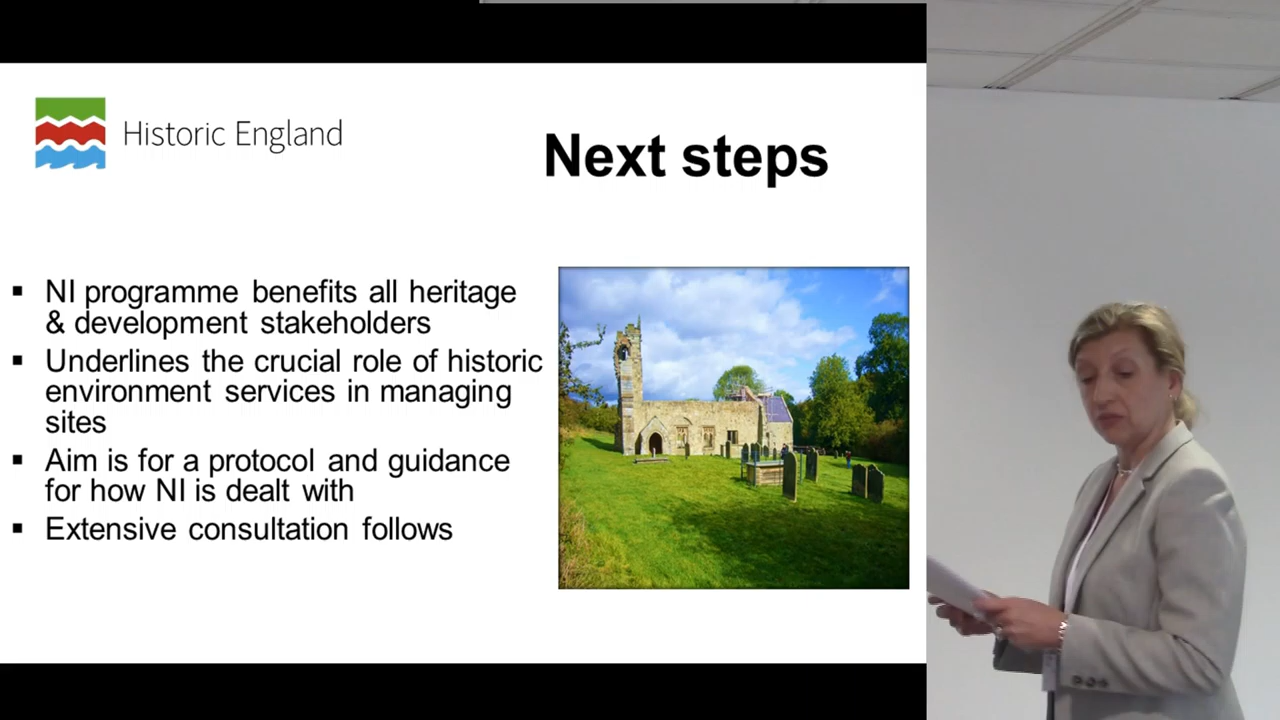 Historic England
Next steps
▪ NI programme benefits all heritage
& development stakeholders
▪ Underlines the crucial role of historic
environment services in managing
sites
▪ Aim is for a protocol and guidance
for how NI is dealt with
▪ Extensive consultation follows